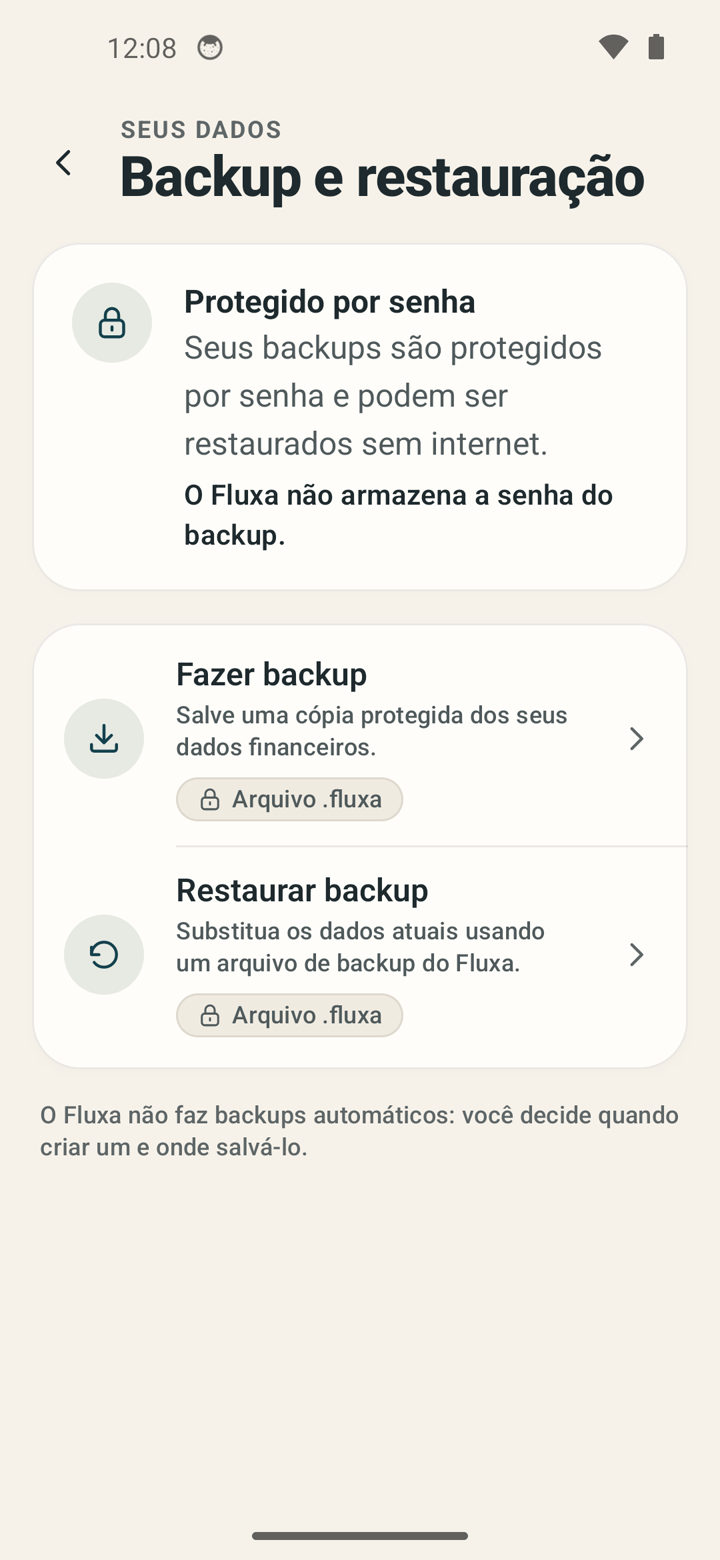 12:08
SEUS DADOS
Backup e restauração
Protegido por senha
Seus backups são protegidos
por senha e podem ser
restaurados sem internet.
O Fluxa não armazena a senha do
backup.
Fazer backup
Salve uma cópia protegida dos seus
dados financeiros.
Arquivo .fluxa
Restaurar backup
Substitua os dados atuais usando
um arquivo de backup do Fluxa.
Arquivo .fluxa
O Fluxa não faz backups automáticos: você decide quando
criar um e onde salvá-lo.